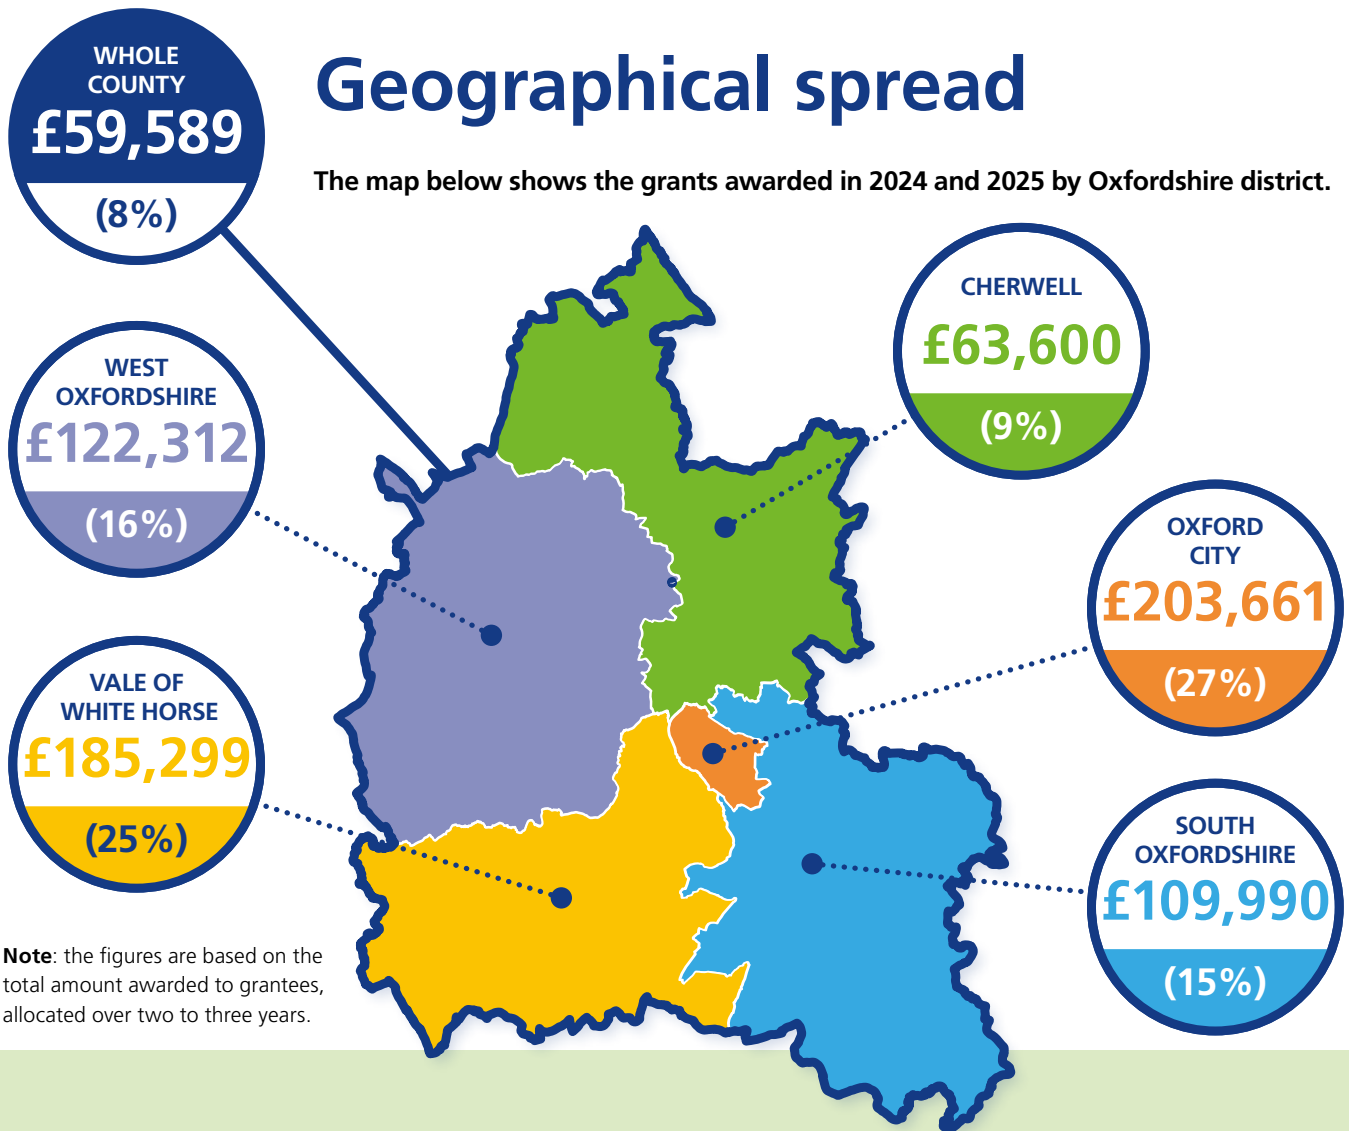 Geographical spread
The map below shows the grants awarded in 2024 and 2025 by Oxfordshire district.
WHOLE
COUNTY
£59,589
(8%)
WEST
OXFORDSHIRE
£122,312
(16%)
VALE OF
WHITE HORSE
£185,299
(25%)
CHERWELL
£63,600
(9%)
OXFORD
CITY
£203,661
(27%)
SOUTH
OXFORDSHIRE
£109,990
(15%)
Note: the figures are based on the
total amount awarded to grantees,
allocated over two to three years.